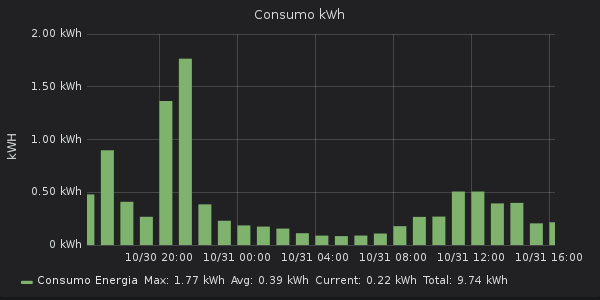 Consumo kWh
2.00 kWh
1.50 kWh
1.00 kWh
0.50 kWh
0 kWh
kWH
10/30 20:00 10/31 00:00 10/31 04:00 10/31 08:00 10/31 12:00 10/31 16:00
Consumo Energia Max: 1.77 kWh Avg: 0.39 kWh Current: 0.22 kWh Total: 9.74 kWh